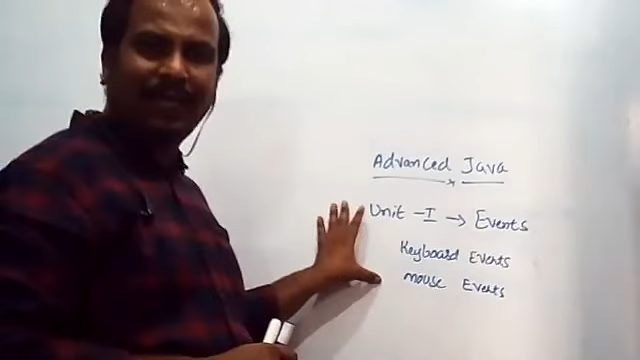 Advanced Java
Unit - I → Events
Keyboard Events
mouse Events